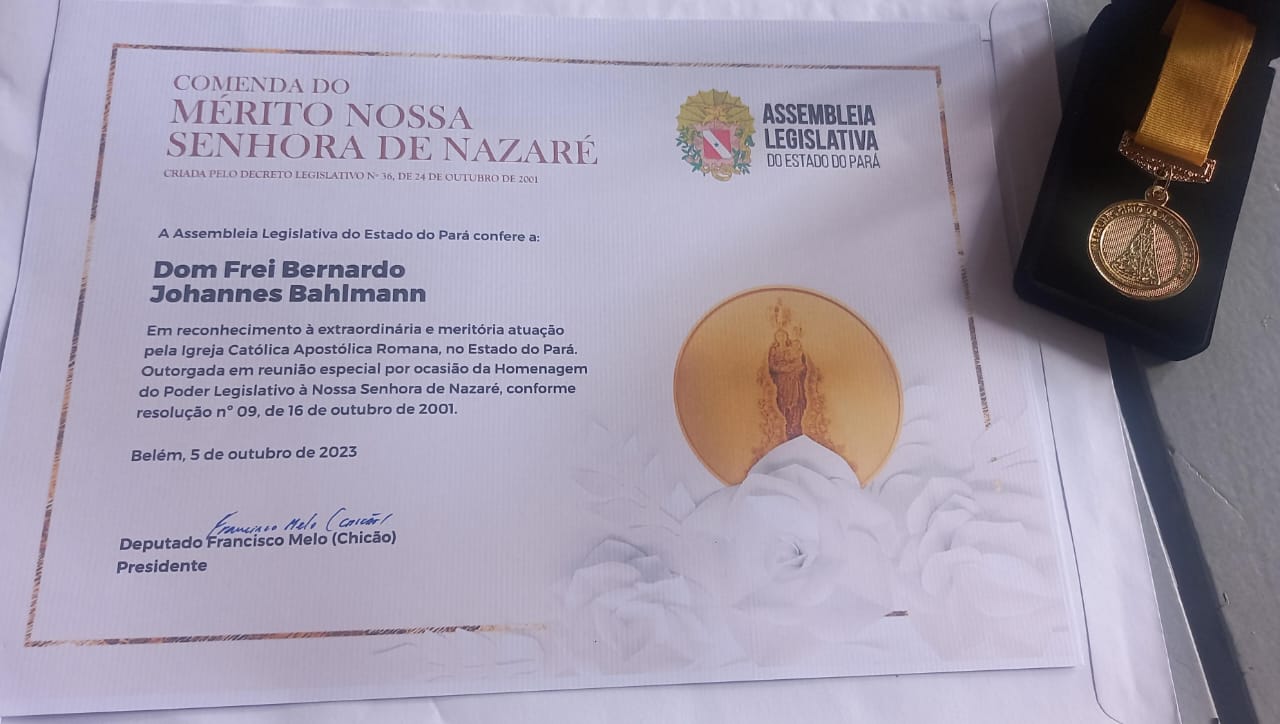 COMENDA DO
MÉRITO NOSSA
SENHORA DE NAZARÉ
CRIADA PELO DECRETO LEGISLATIVO Nº 36, DE 24 DE OUTUBRO DE 2001
ASSEMBLEIA
LEGISLATIVA
DO ESTADO DO PARÁ
A Assembleia Legislativa do Estado do Pará confere a:
Dom Frei Bernardo
Johannes Bahlmann
Em reconhecimento à extraordinária e meritória atuação
pela Igreja Católica Apostólica Romana, no Estado do Pará.
Outorgada em reunião especial por ocasião da Homenagem
do Poder Legislativo à Nossa Senhora de Nazaré, conforme
resolução nº 09, de 16 de outubro de 2001.
Belém, 5 de outubro de 2023
Francisco Melo (Chicão)
Deputado Francisco Melo (Chicão)
Presidente